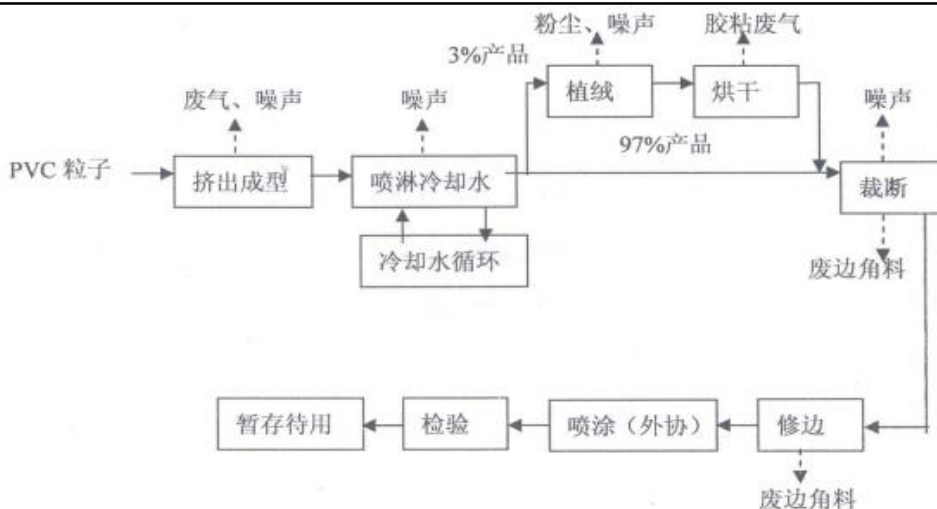 粉尘、噪声
胶粘废气
3%产品
植绒
烘干
废气、噪声
噪声
噪声
97%产品
PVC 粒子
挤出成型
喷淋冷却水
裁断
冷却水循环
废边角料
暂存待用
检验
喷涂（外协）
修边
废边角料